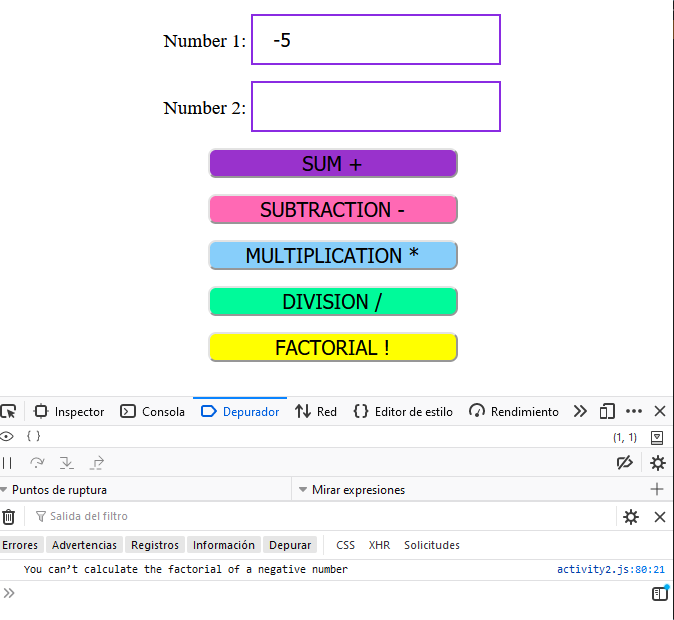 Number 1: -5
Number 2:
SUM +
SUBTRACTION -
MULTIPLICATION *
DIVISION /
FACTORIAL !
Inspector Consola Depurador Red {} Editor de estilo Rendimiento
{ } (1, 1)
Puntos de ruptura Mirar expresiones
Salida del filtro
Errores Advertencias Registros Información Depurar CSS XHR Solicitudes
You can't calculate the factorial of a negative number activity2.js:80:21